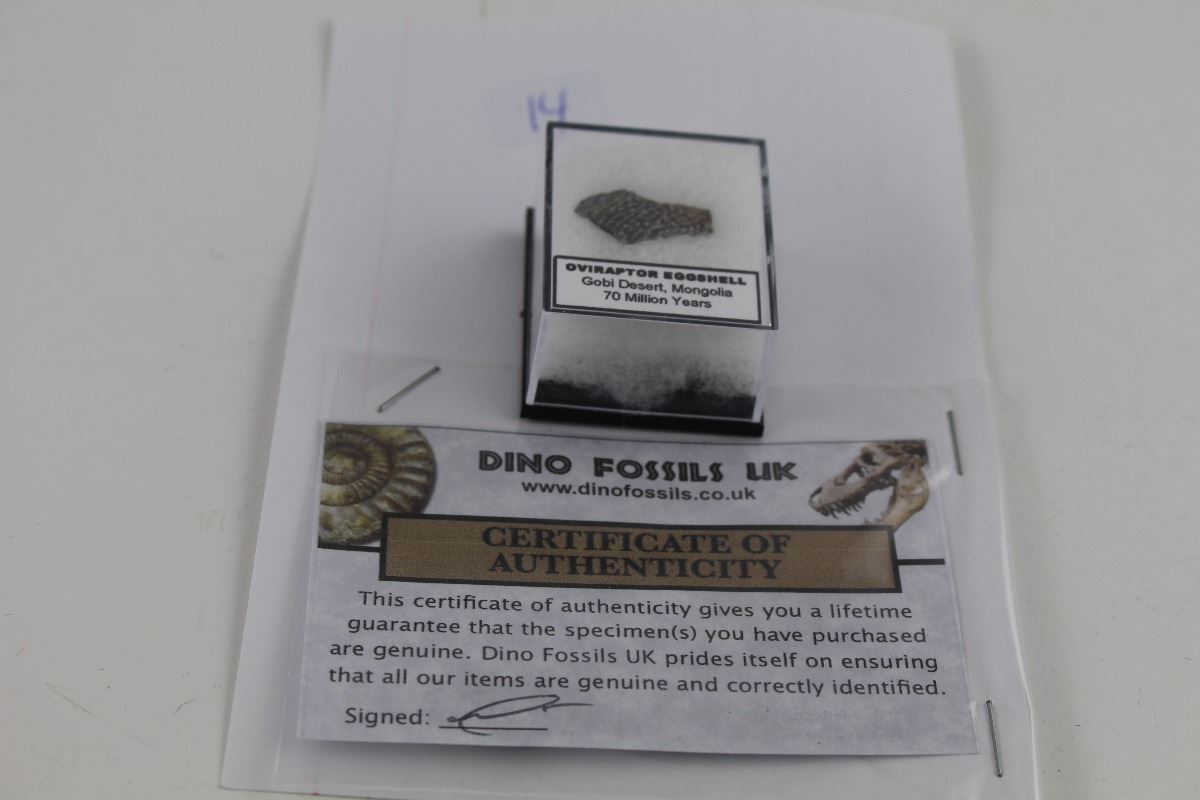 14
OVIRAPTOR EGGSHELL
Gobi Desert, Mongolia
70 Million Years
DINO FOSSILS UK
www.dinofossils.co.uk
CERTIFICATE OF
AUTHENTICITY
This certificate of authenticity gives you a lifetime
guarantee that the specimen(s) you have purchased
are genuine. Dino Fossils UK prides itself on ensuring
that all our items are genuine and correctly identified.
Signed: